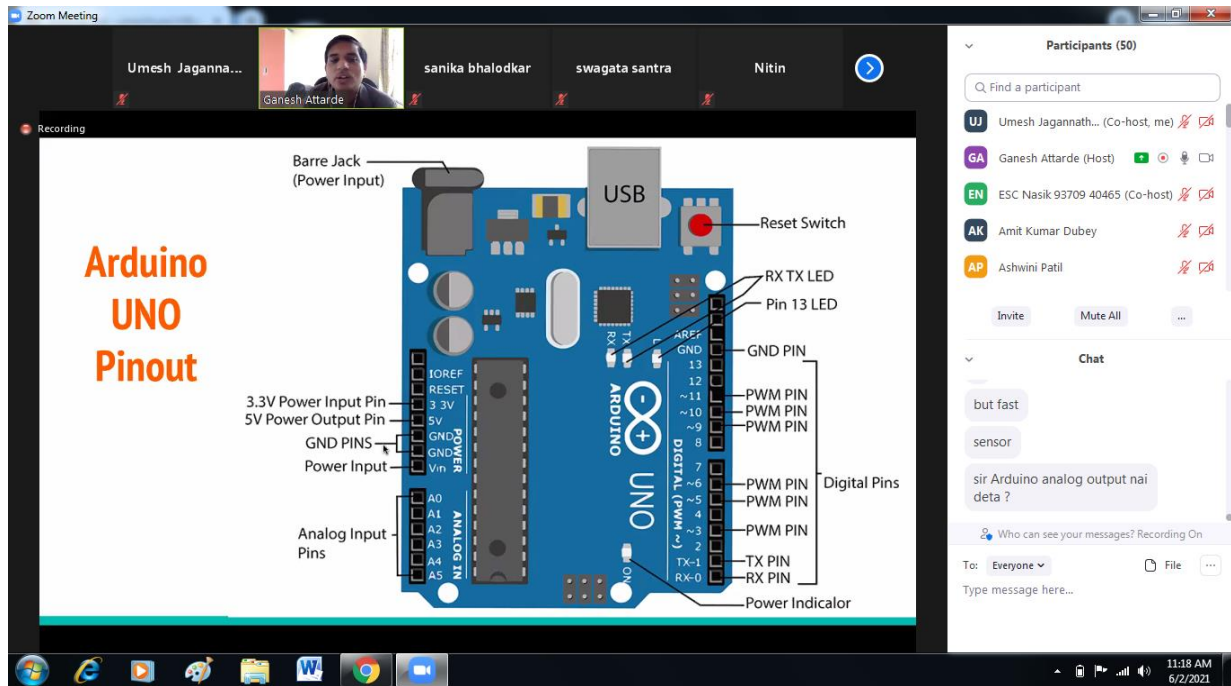 Zoom Meeting
Umesh Jaganna...
Ganesh Attarde
sanika bhalodkar
swagata santra
Nitin
Recording
Arduino
UNO
Pinout
Barre Jack
(Power Input)
USB
Reset Switch
RX TX LED
Pin 13 LED
RX
TX
L
AREF
GND
GND PIN
13
12
~11
PWM PIN
~10
PWM PIN
~9
PWM PIN
8
7
~6
PWM PIN
~5
PWM PIN
4
~3
PWM PIN
2
TX-1
TX PIN
RX-0
RX PIN
Digital Pins
DIGITAL (PWM ~)
ARDUINO
UNO
ON
Power Indicalor
IOREF
RESET
3.3V Power Input Pin
3 3V
5V Power Output Pin
5V
GND PINS
GND
GND
Power Input
Vin
POWER
Analog Input
Pins
A0
A1
A2
A3
A4
A5
ANALOG IN
Participants (50)
Find a participant
UJ
Umesh Jagannath... (Co-host, me)
GA
Ganesh Attarde (Host)
EN
ESC Nasik 93709 40465 (Co-host)
AK
Amit Kumar Dubey
AP
Ashwini Patil
Invite
Mute All
...
Chat
but fast
sensor
sir Arduino analog output nai
deta ?
Who can see your messages? Recording On
To:
Everyone
File
...
Type message here...
11:18 AM
6/2/2021